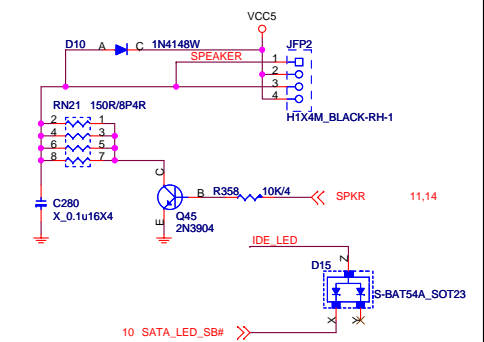 VCC5
D10 A C 1N4148W
JFP2
SPEAKER
1
2
3
4
H1X4M_BLACK-RH-1
RN21 150R/8P4R
2 1
4 3
6 5
8 7
C280
X_0.1u16X4
C
B
E
R358 10K/4
SPKR 11,14
Q45
2N3904
IDE_LED
D15
Z
S-BAT54A_SOT23
X
Y
10 SATA_LED_SB#